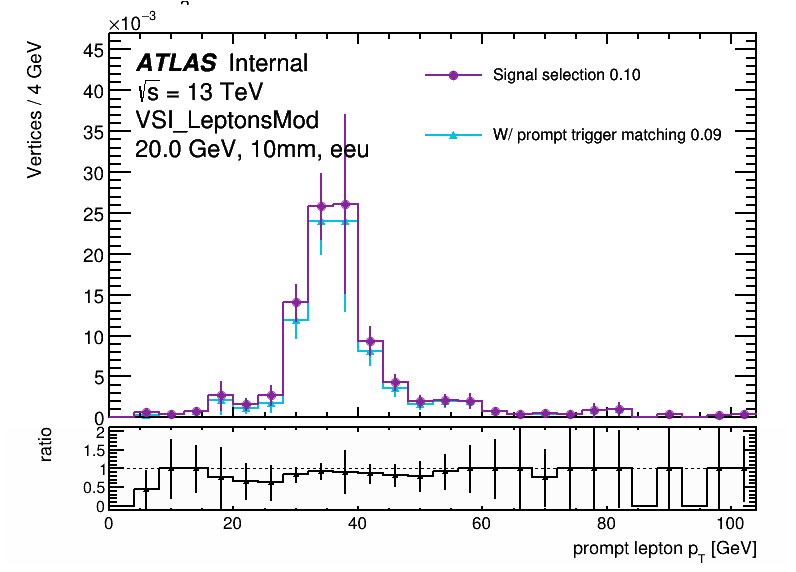 ×10⁻³
Vertices / 4 GeV
45
40
35
30
25
20
15
10
5
0
ATLAS Internal
√s = 13 TeV
VSI_LeptonsMod
20.0 GeV, 10mm, eeu
Signal selection 0.10
W/ prompt trigger matching 0.09
ratio
2
1.5
1
0.5
0
0 20 40 60 80 100
prompt lepton p_T [GeV]